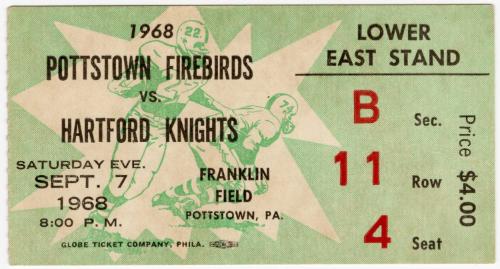 1968
POTTSTOWN FIREBIRDS
VS.
HARTFORD KNIGHTS
SATURDAY EVE.
SEPT. 7
1968
8:00 P. M.
FRANKLIN
FIELD
POTTSTOWN, PA.
GLOBE TICKET COMPANY, PHILA.
22
74
LOWER
EAST STAND
B Sec.
11 Row
4 Seat
Price $4.00